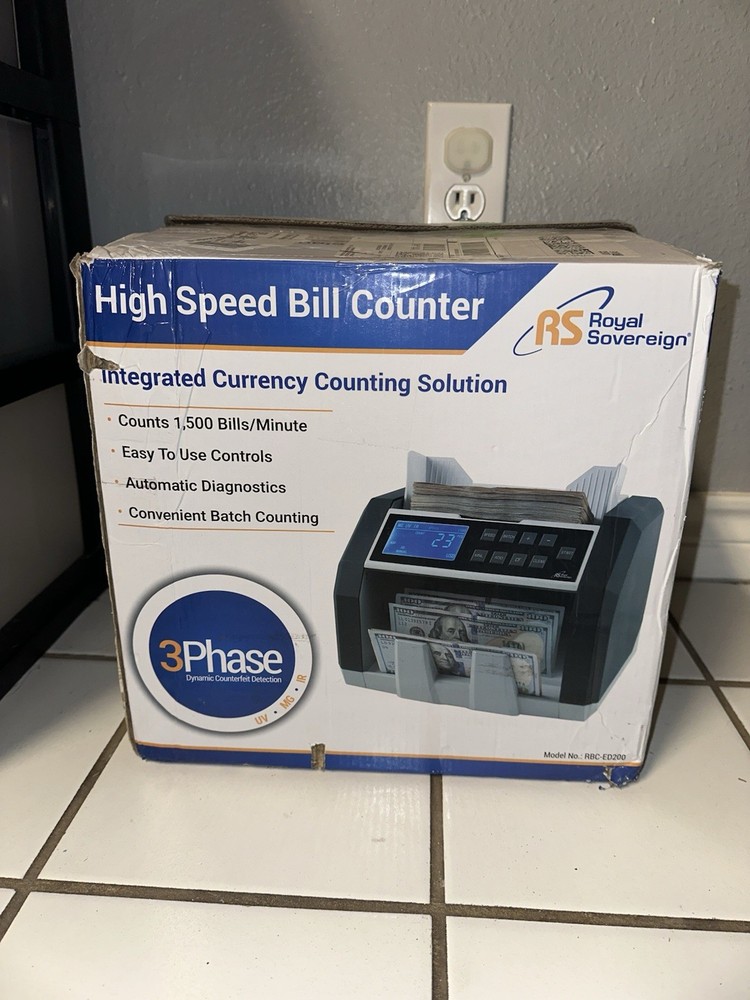 High Speed Bill Counter
RS Royal
Sovereign®
Integrated Currency Counting Solution
• Counts 1,500 Bills/Minute
• Easy To Use Controls
• Automatic Diagnostics
• Convenient Batch Counting
23
3Phase
Dynamic Counterfeit Detection
UV • MG • IR
Model No.: RBC-ED200